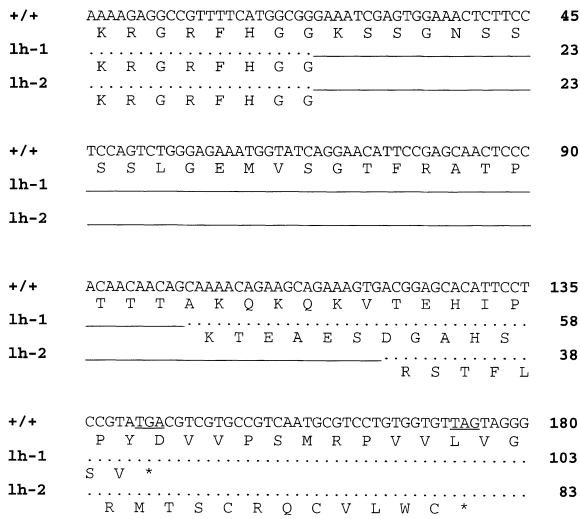 +/+ AAAAGAGGCCGTTTTCATGGCGGGAAATCGAGTGGAAACTCTTCC 45
K R G R F H G G K S S G N S S
lh-1 ........................ 23
K R G R F H G G
lh-2 ........................ 23
K R G R F H G G
+/+ TCCAGTCTGGGAGAAATGGTATCAGGAACATTCCGAGCAACTCCC 90
S S L G E M V S G T F R A T P
lh-1
lh-2
+/+ ACAACAACAGCAAAACAGAAGCAGAAAGTGACGGAGCACATTCCT 135
T T T A K Q K Q K V T E H I P
lh-1 ................................... 58
K T E A E S D G A H S
lh-2 ............... 38
R S T F L
+/+ CCGTATGACGTCGTGCCGTCAATGCGTCCTGTGGTGTTAGTAGGG 180
P Y D V V P S M R P V V L V G
lh-1 ............................................. 103
S V *
lh-2 ............................................. 83
R M T S C R Q C V L W C *